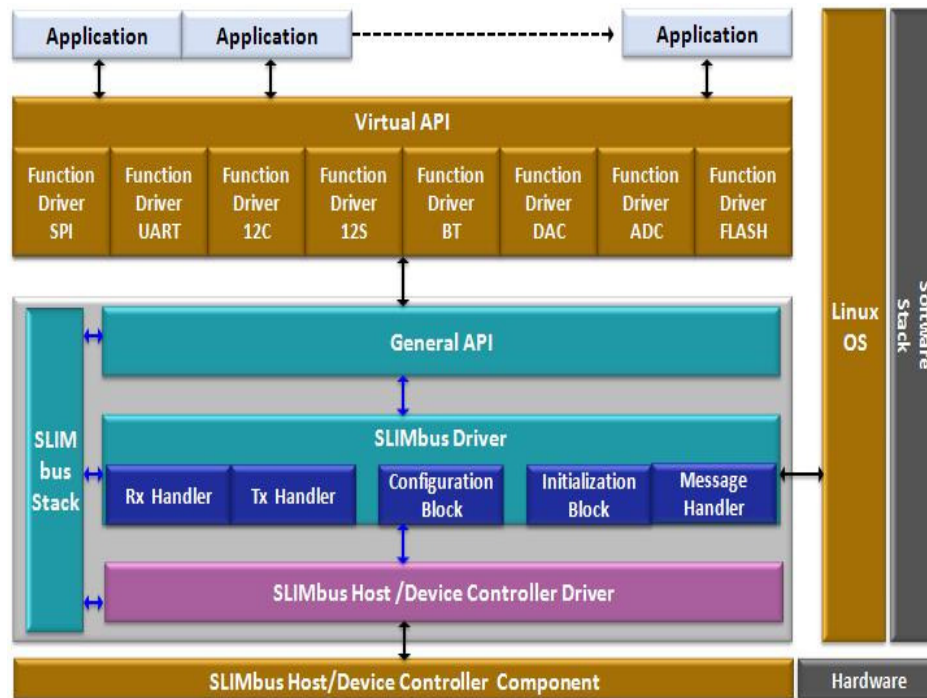 Application
Application
Application
Virtual API
Function
Driver
SPI
Function
Driver
UART
Function
Driver
12C
Function
Driver
12S
Function
Driver
BT
Function
Driver
DAC
Function
Driver
ADC
Function
Driver
FLASH
General API
SLIM
bus
Stack
SLIMbus Driver
Rx Handler
Tx Handler
Configuration
Block
Initialization
Block
Message
Handler
SLIMbus Host /Device Controller Driver
SLIMbus Host/Device Controller Component
Linux
OS
Software
Stack
Hardware